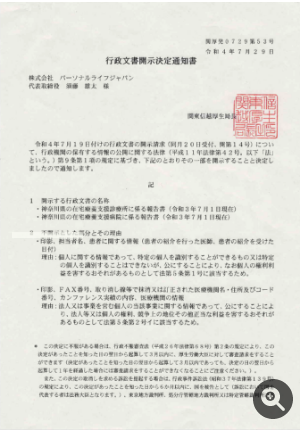 関厚発0729第53号
令和4年7月29日
行政文書開示決定通知書
株式会社 パーソナルライフジャパン
代表取締役 須藤 雄太 様
関東信越厚生局長
令和4年7月19日付けの行政文書の開示請求(同月20日受付、開第14号)につい
て、行政機関の保有する情報の公開に関する法律(平成11年法律第42号。以下「法」
という。)第9条第1項の規定に基づき、下記のとおりその一部を開示することと決定し
ましたので通知します。
記
1 開示する行政文書の名称
・神奈川県の在宅療養支援診療所に係る報告書(令和3年7月1日現在)
・神奈川県の在宅療養支援病院に係る報告書(令和3年7月1日現在)
2 不開示とした部分とその理由
・印影、担当者名、患者に関する情報(患者の紹介を行った医師、患者の紹介を受けた
日付)
理由:個人に関する情報であって、特定の個人を識別することができるもの又は特定
の個人を識別することはできないが、公にすることにより、なお個人の権利利
益を害するおそれがあるものとして法第5条第1号に該当するため。
・印影、FAX番号、取り消し線等で抹消又は訂正された医療機関名・住所及びコード
番号、カンファレンス実績の内容、医療機関の情報
理由:法人又は事業を営む個人の当該事業に関する情報であって、公にすることによ
り、法人等又は個人の権利、競争上の地位その他正当な利益を害するおそれが
あるものとして法第5条第2号イに該当するため。